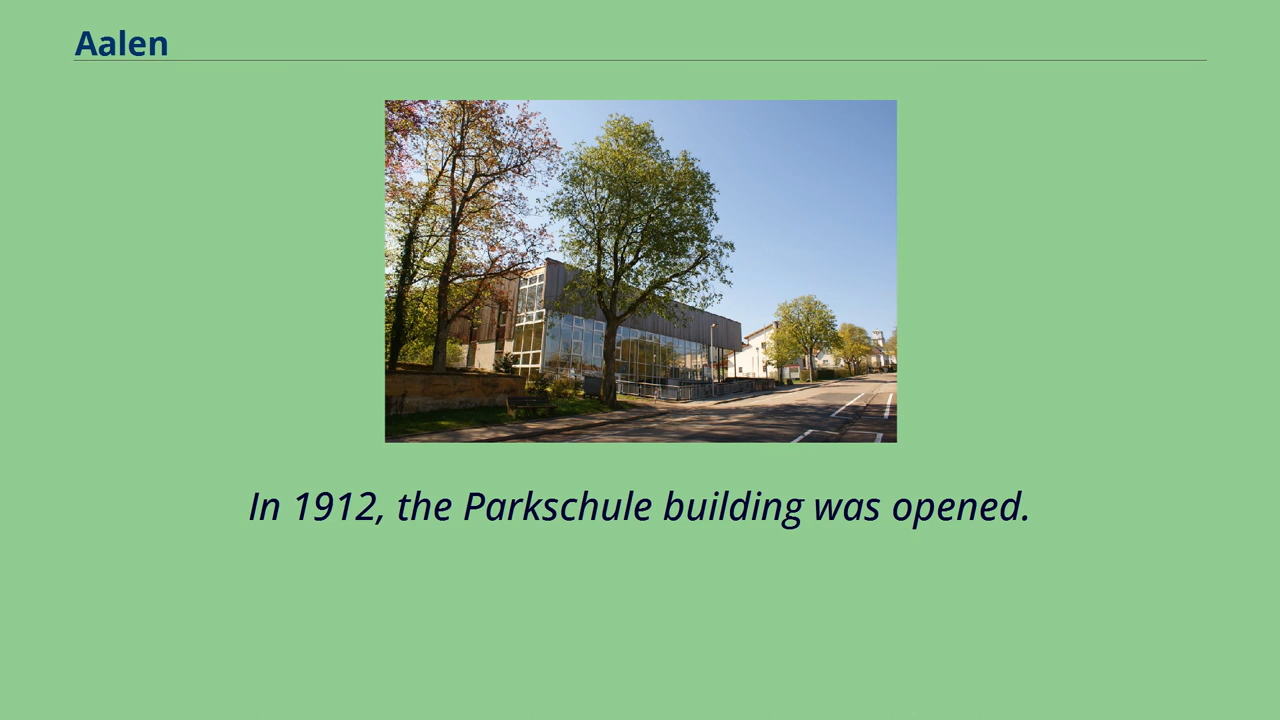 Aalen
In 1912, the Parkschule building was opened.